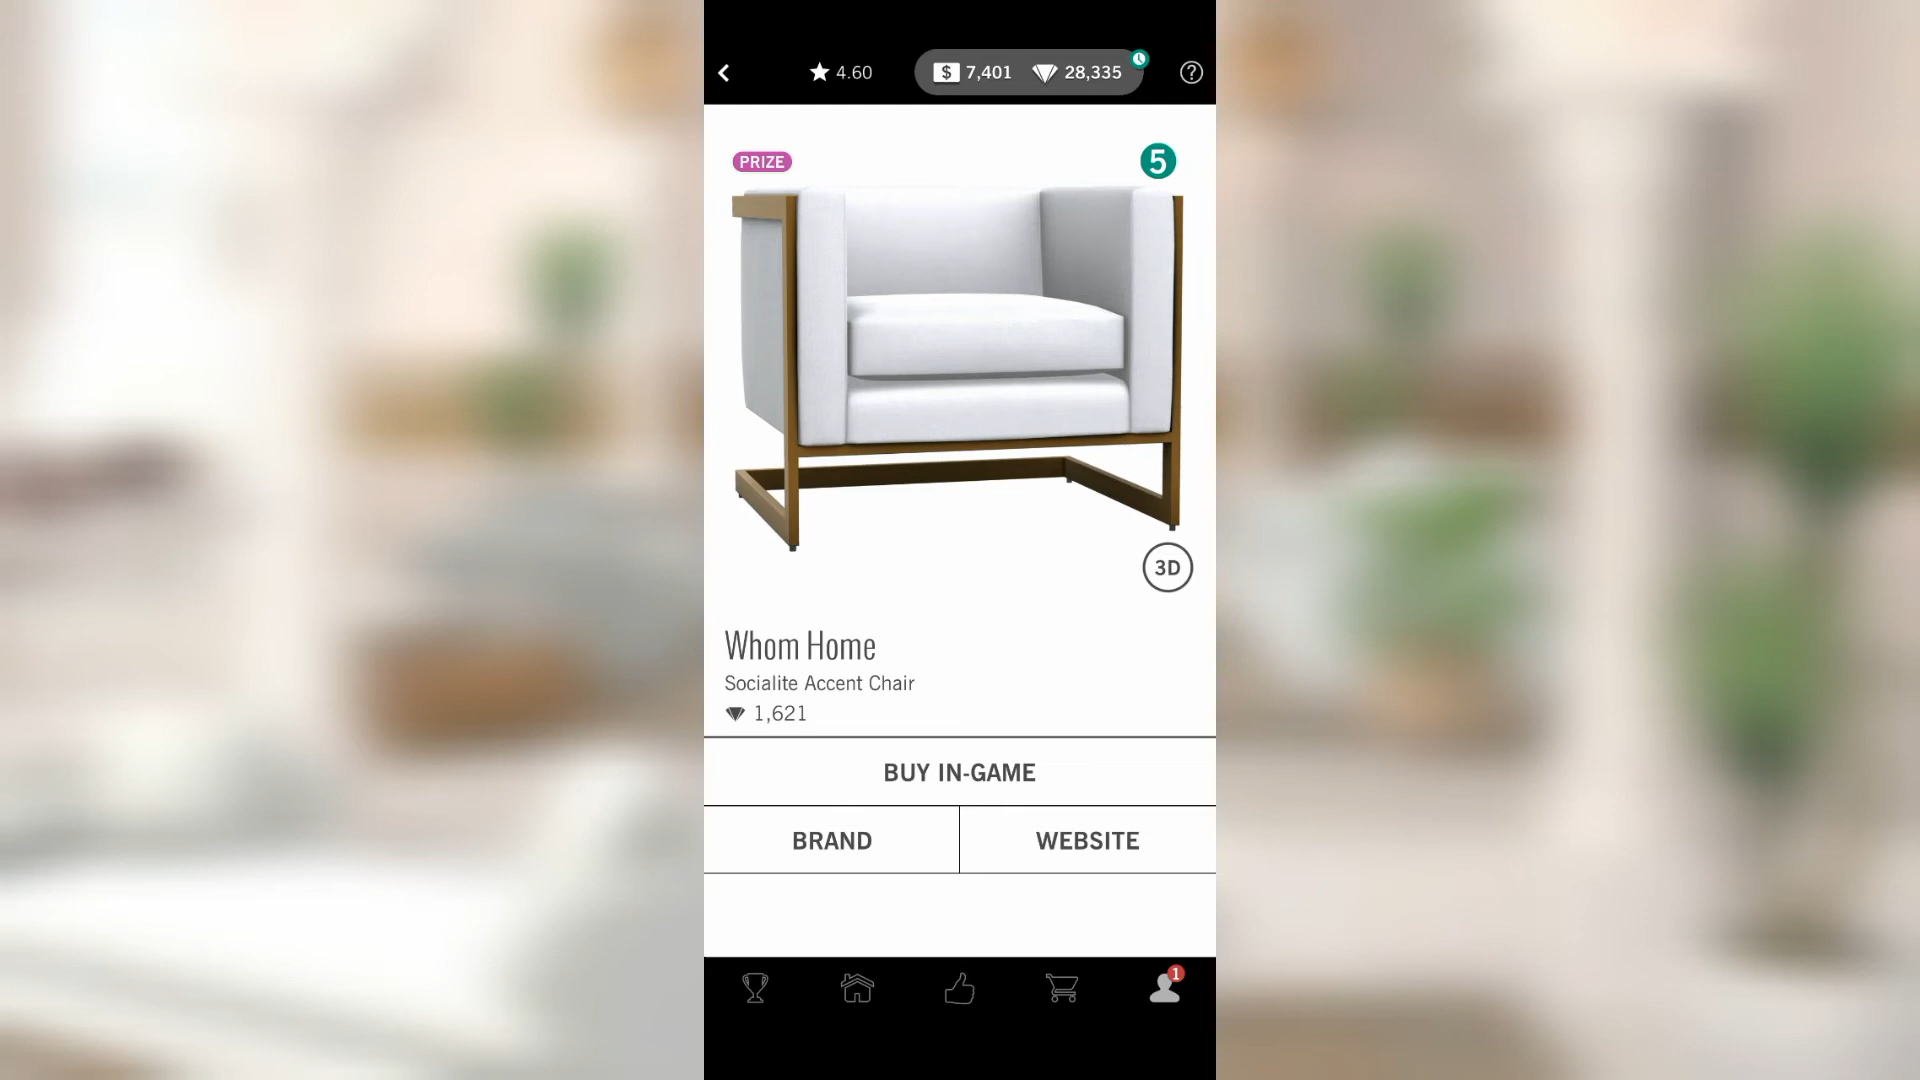 4.60
$ 7,401 28,335
?
PRIZE
5
3D
Whom Home
Socialite Accent Chair
1,621
BUY IN-GAME
BRAND
WEBSITE
1